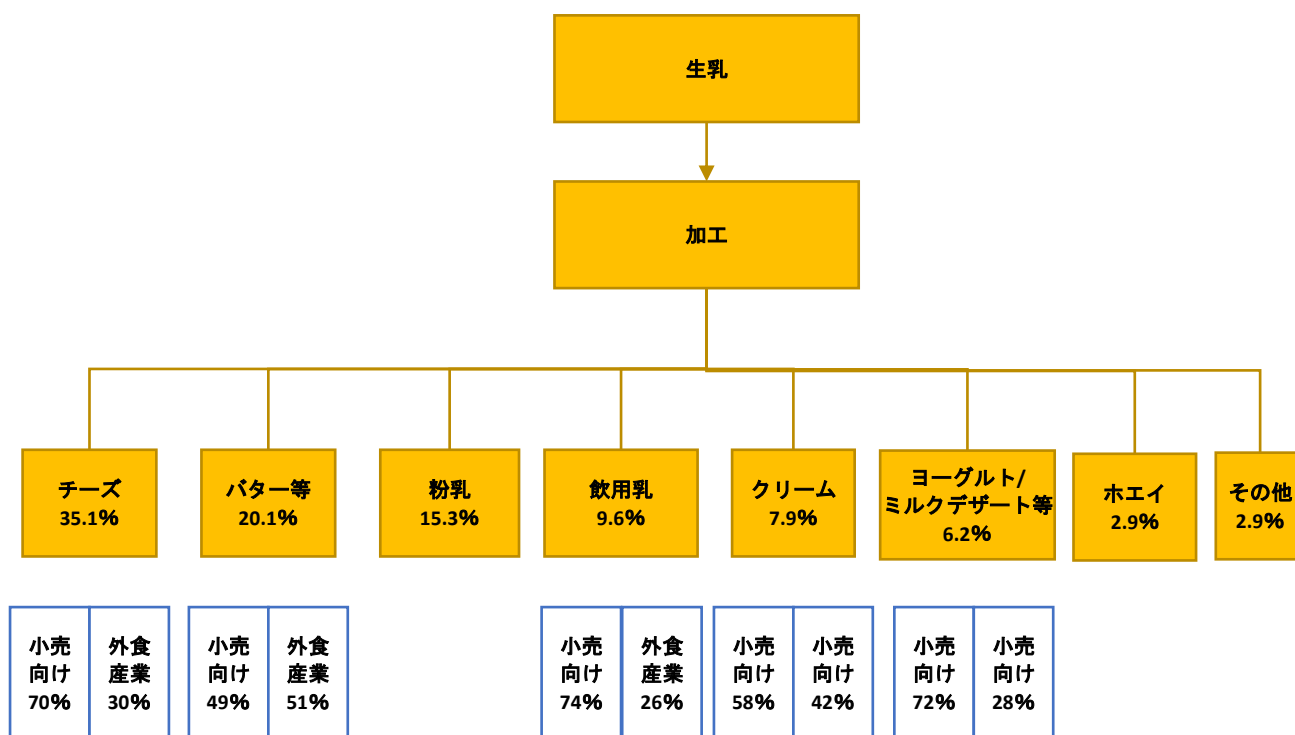 生乳
加工
チーズ
35.1%
バター等
20.1%
粉乳
15.3%
飲用乳
9.6%
クリーム
7.9%
ヨーグルト/
ミルクデザート等
6.2%
ホエイ
2.9%
その他
2.9%
小売
向け
70%
外食
産業
30%
小売
向け
49%
外食
産業
51%
小売
向け
74%
外食
産業
26%
小売
向け
58%
小売
向け
42%
小売
向け
72%
小売
向け
28%